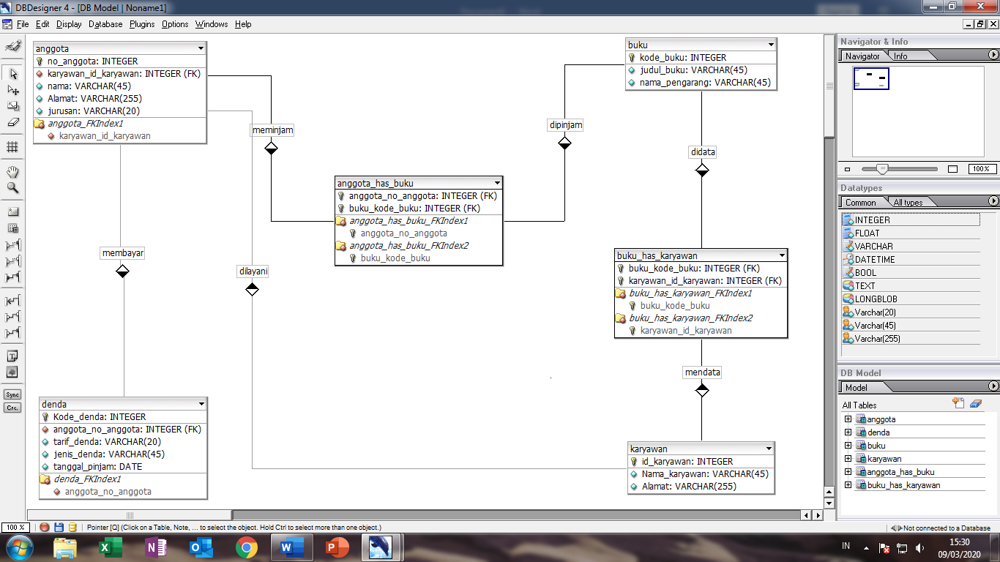 DBDesigner 4 - [DB Model | Noname1]
File Edit Display Database Plugins Options Windows Help
anggota
no_anggota: INTEGER
karyawan_id_karyawan: INTEGER (FK)
nama: VARCHAR(45)
Alamat: VARCHAR(255)
jurusan: VARCHAR(20)
anggota_FKIndex1
karyawan_id_karyawan
meminjam
dipinjam
buku
kode_buku: INTEGER
judul_buku: VARCHAR(45)
nama_pengarang: VARCHAR(45)
didata
anggota_has_buku
anggota_no_anggota: INTEGER (FK)
buku_kode_buku: INTEGER (FK)
anggota_has_buku_FKIndex1
anggota_no_anggota
anggota_has_buku_FKIndex2
buku_kode_buku
membayar
dilayani
buku_has_karyawan
buku_kode_buku: INTEGER (FK)
karyawan_id_karyawan: INTEGER (FK)
buku_has_karyawan_FKIndex1
buku_kode_buku
buku_has_karyawan_FKIndex2
karyawan_id_karyawan
mendata
denda
Kode_denda: INTEGER
anggota_no_anggota: INTEGER (FK)
tarif_denda: VARCHAR(20)
jenis_denda: VARCHAR(45)
tanggal_pinjam: DATE
denda_FKIndex1
anggota_no_anggota
karyawan
id_karyawan: INTEGER
Nama_karyawan: VARCHAR(45)
Alamat: VARCHAR(255)
Sync
Crc.
Navigator & Info
Navigator Info
100%
Datatypes
Common All types
INTEGER
FLOAT
VARCHAR
DATETIME
BOOL
TEXT
LONGBLOB
Varchar(20)
Varchar(45)
Varchar(255)
DB Model
Model
All Tables
anggota
denda
buku
karyawan
anggota_has_buku
buku_has_karyawan
100 % Pointer [Q] (Click on a Table, Note, ... to select the object. Hold Ctrl to select more than one object.) Not connected to a Database
IN 15:30
09/03/2020